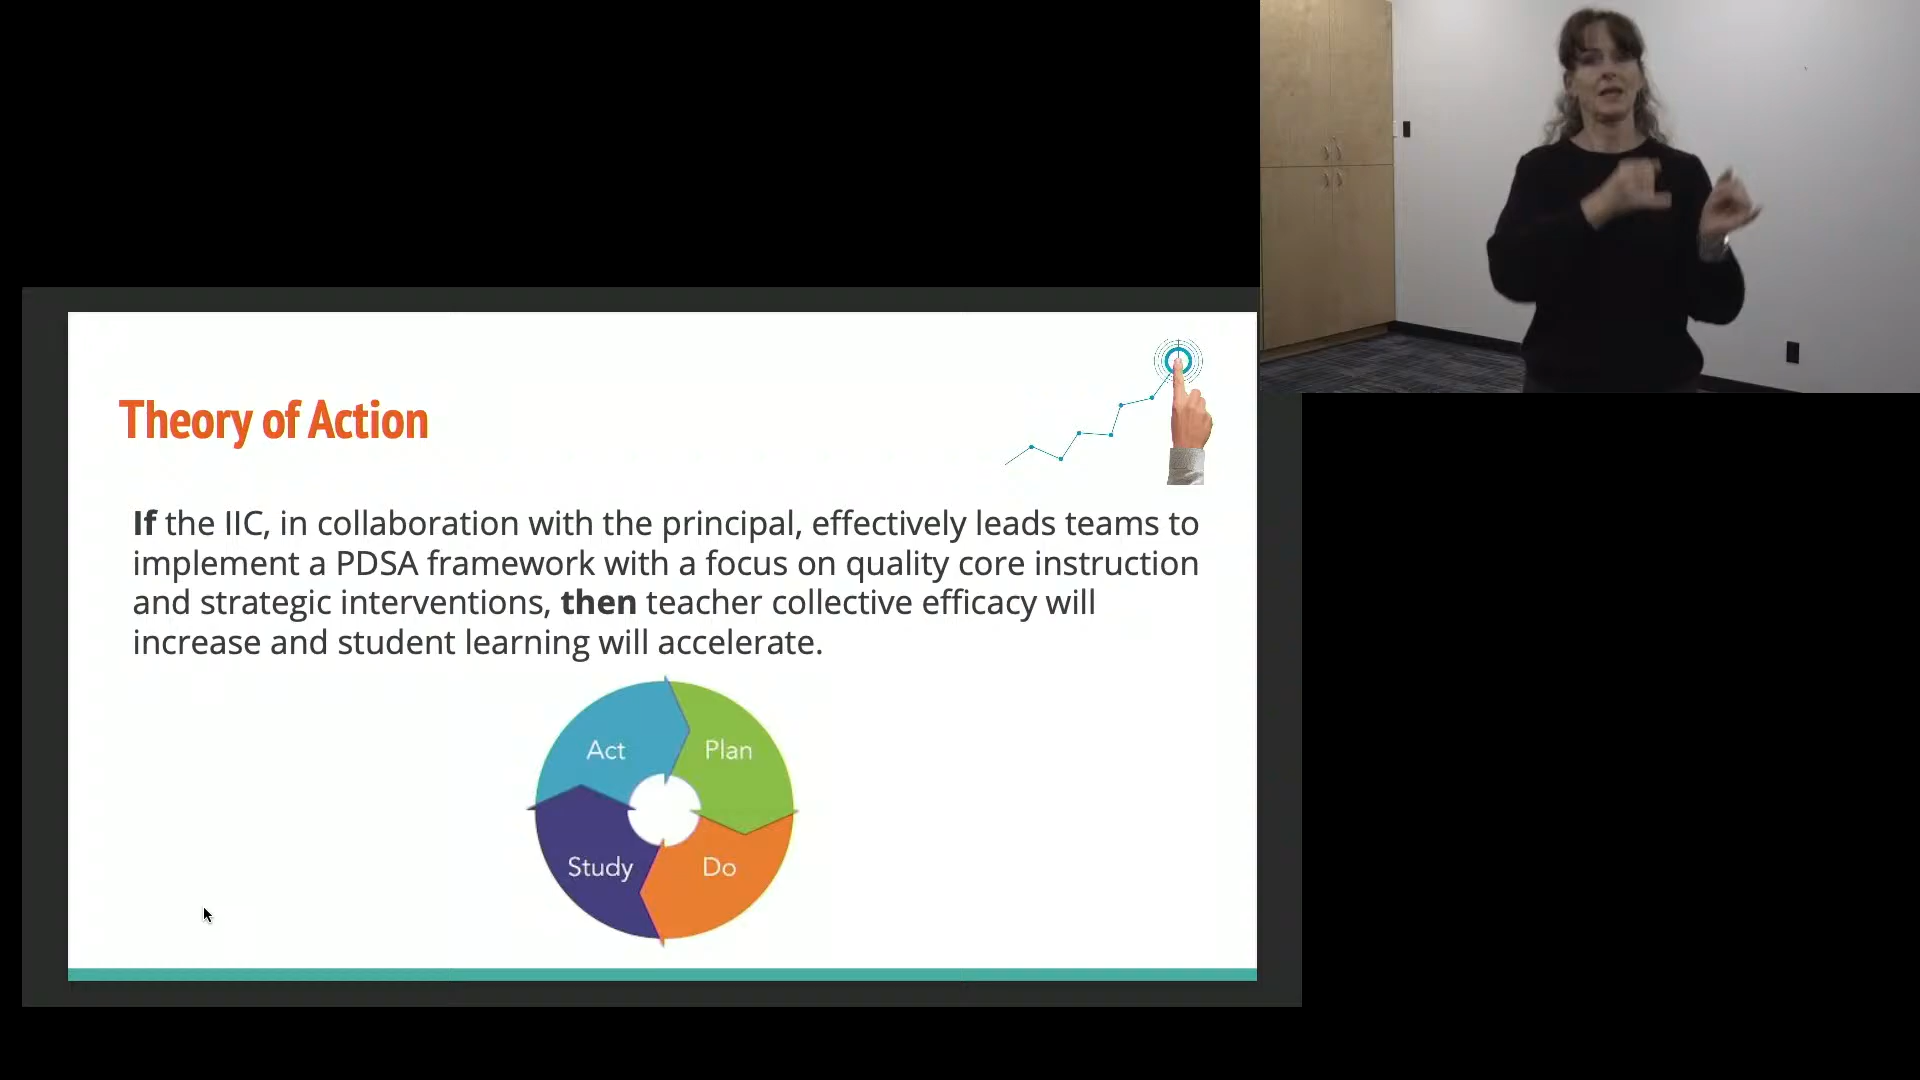 Theory of Action
If the IIC, in collaboration with the principal, effectively leads teams to
implement a PDSA framework with a focus on quality core instruction
and strategic interventions, then teacher collective efficacy will
increase and student learning will accelerate.
Act
Plan
Study
Do